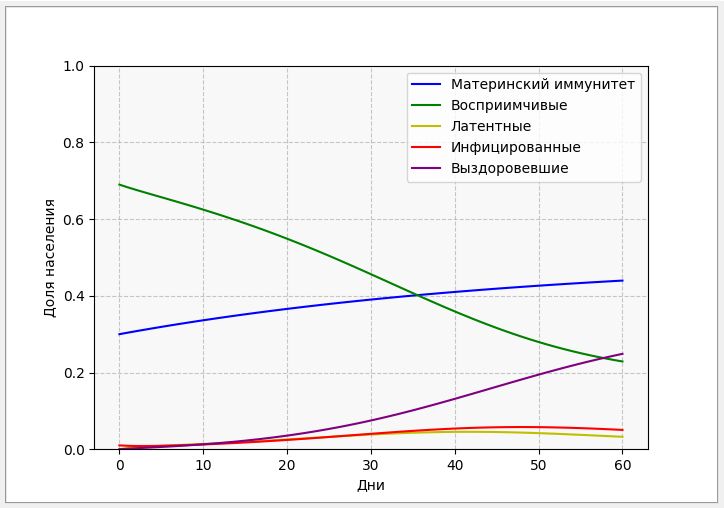 1.0
0.8
0.6
0.4
0.2
0.0
Доля населения
Материнский иммунитет
Восприимчивые
Латентные
Инфицированные
Выздоровевшие
0 10 20 30 40 50 60
Дни